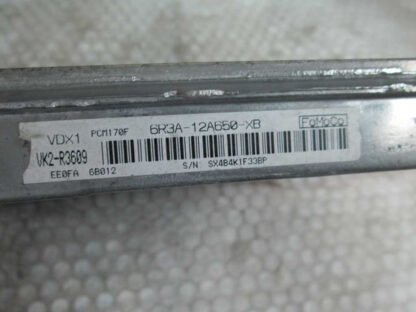 VDX1 PCM170F 6R3A-12A650-XB FoMoCo
VK2-R3609
EE0FA 6B012 S/N: SX4B4K1F33BP